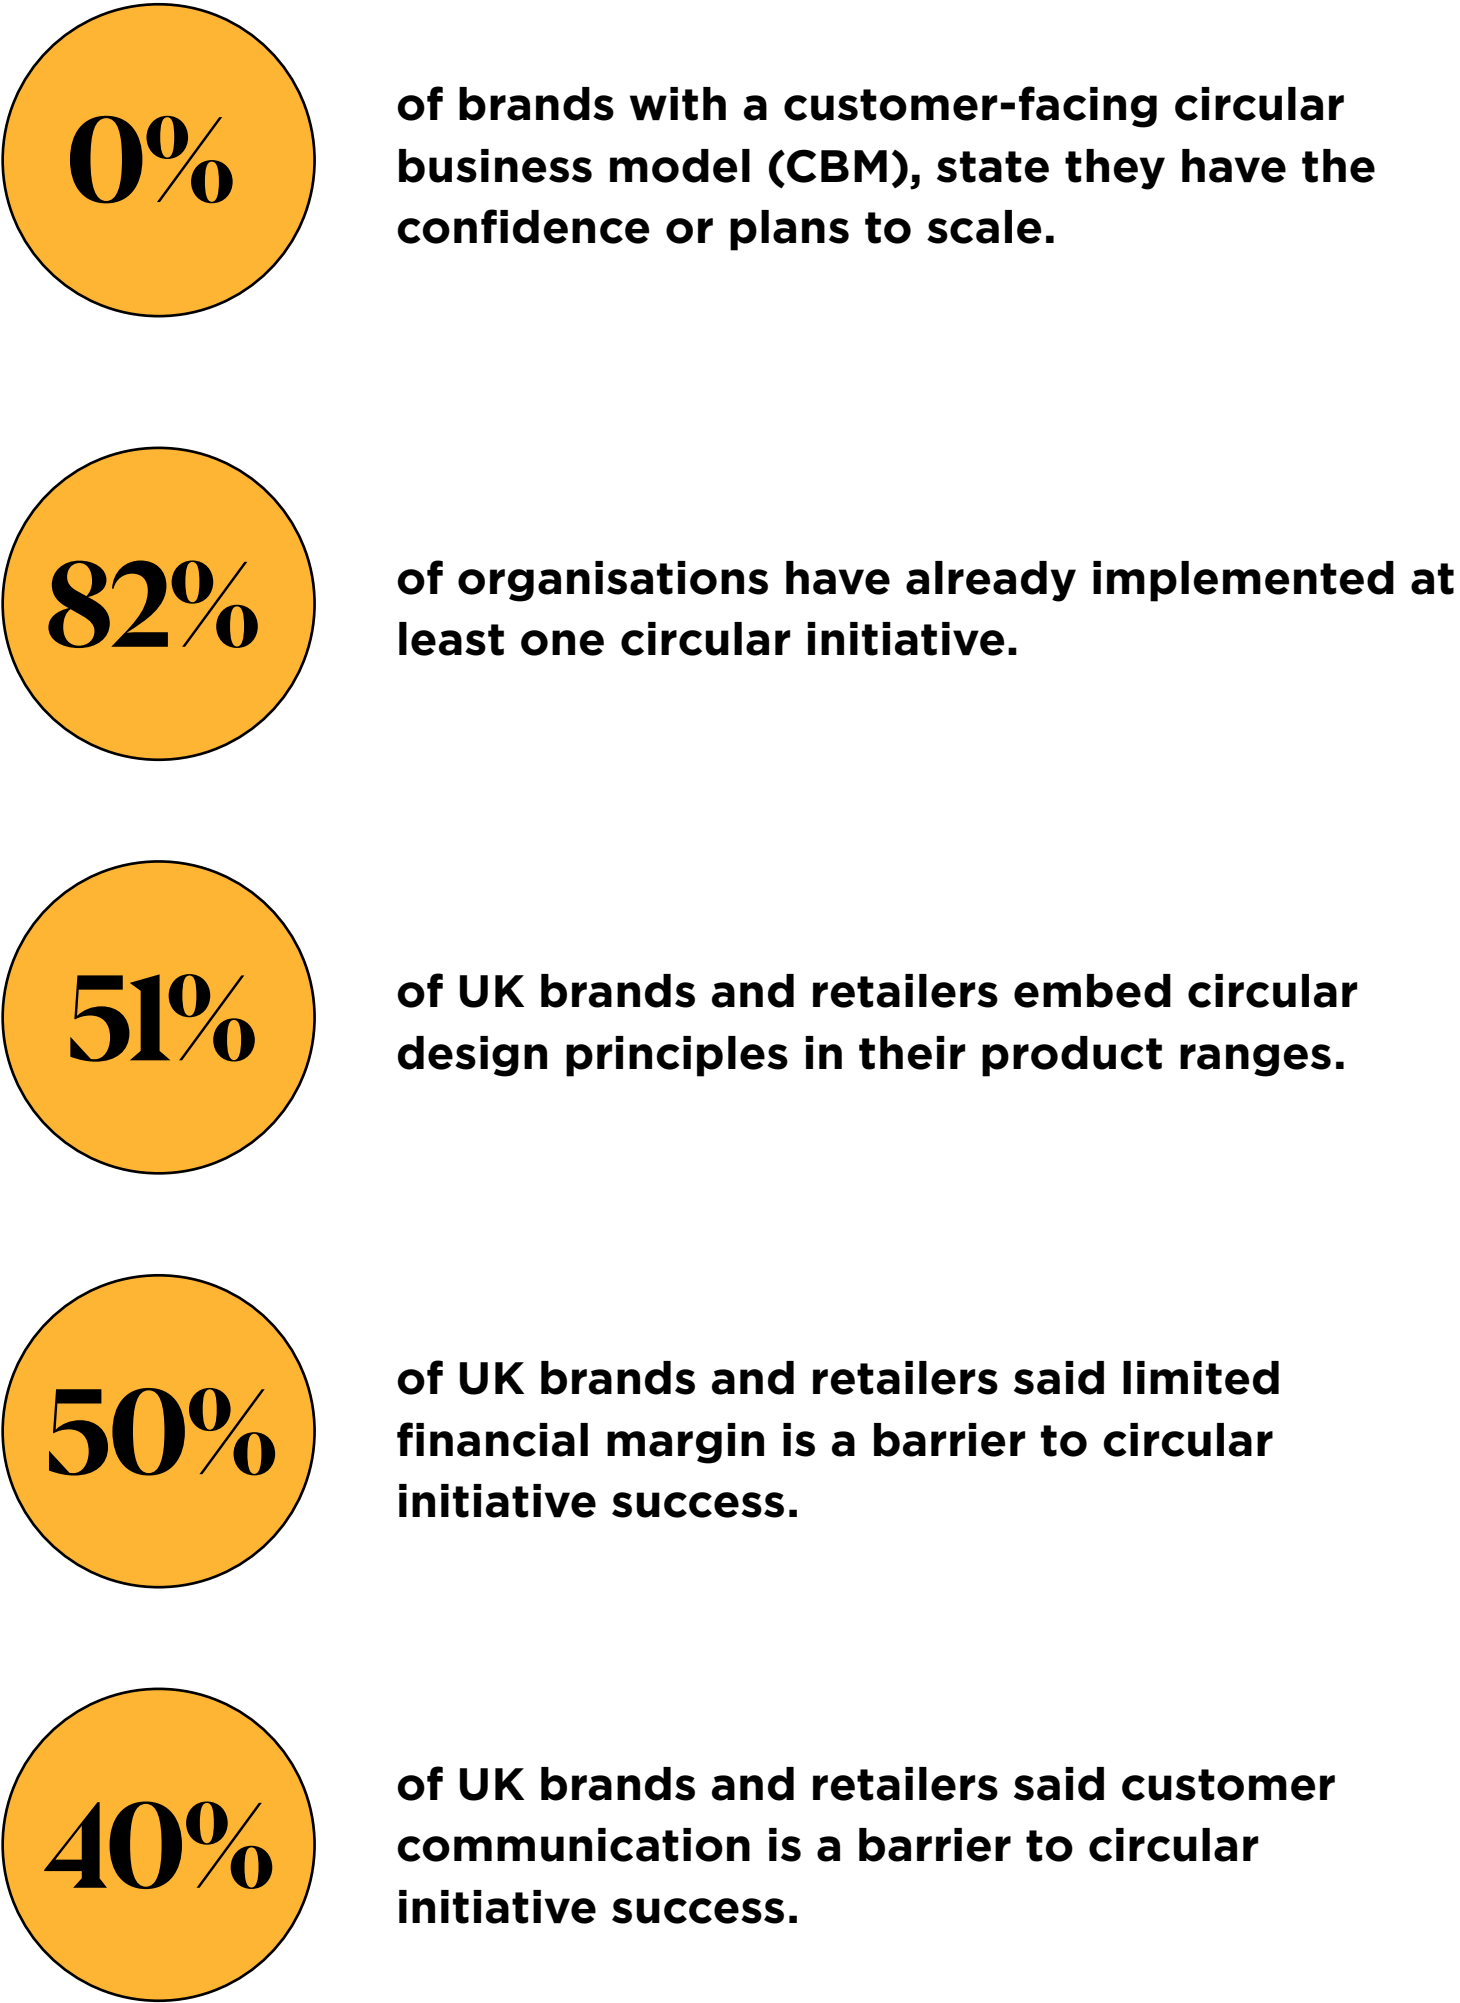 0%
of brands with a customer-facing circular
business model (CBM), state they have the
confidence or plans to scale.
82%
of organisations have already implemented at
least one circular initiative.
51%
of UK brands and retailers embed circular
design principles in their product ranges.
50%
of UK brands and retailers said limited
financial margin is a barrier to circular
initiative success.
40%
of UK brands and retailers said customer
communication is a barrier to circular
initiative success.